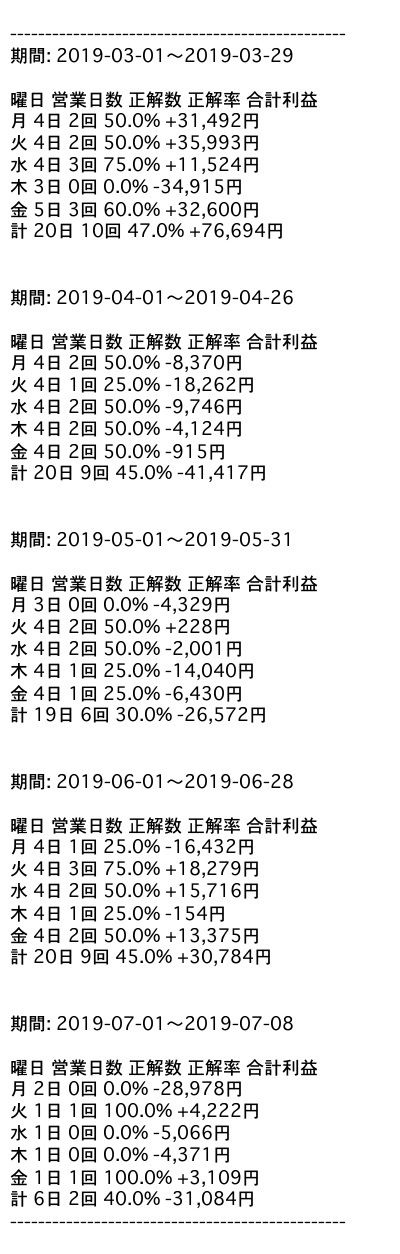 ------------------------------------------------
期間: 2019-03-01～2019-03-29
曜日 営業日数 正解数 正解率 合計利益
月 4日 2回 50.0% +31,492円
火 4日 2回 50.0% +35,993円
水 4日 3回 75.0% +11,524円
木 3日 0回 0.0% -34,915円
金 5日 3回 60.0% +32,600円
計 20日 10回 47.0% +76,694円
期間: 2019-04-01～2019-04-26
曜日 営業日数 正解数 正解率 合計利益
月 4日 2回 50.0% -8,370円
火 4日 1回 25.0% -18,262円
水 4日 2回 50.0% -9,746円
木 4日 2回 50.0% -4,124円
金 4日 2回 50.0% -915円
計 20日 9回 45.0% -41,417円
期間: 2019-05-01～2019-05-31
曜日 営業日数 正解数 正解率 合計利益
月 3日 0回 0.0% -4,329円
火 4日 2回 50.0% +228円
水 4日 2回 50.0% -2,001円
木 4日 1回 25.0% -14,040円
金 4日 1回 25.0% -6,430円
計 19日 6回 30.0% -26,572円
期間: 2019-06-01～2019-06-28
曜日 営業日数 正解数 正解率 合計利益
月 4日 1回 25.0% -16,432円
火 4日 3回 75.0% +18,279円
水 4日 2回 50.0% +15,716円
木 4日 1回 25.0% -154円
金 4日 2回 50.0% +13,375円
計 20日 9回 45.0% +30,784円
期間: 2019-07-01～2019-07-08
曜日 営業日数 正解数 正解率 合計利益
月 2日 0回 0.0% -28,978円
火 1日 1回 100.0% +4,222円
水 1日 0回 0.0% -5,066円
木 1日 0回 0.0% -4,371円
金 1日 1回 100.0% +3,109円
計 6日 2回 40.0% -31,084円
------------------------------------------------